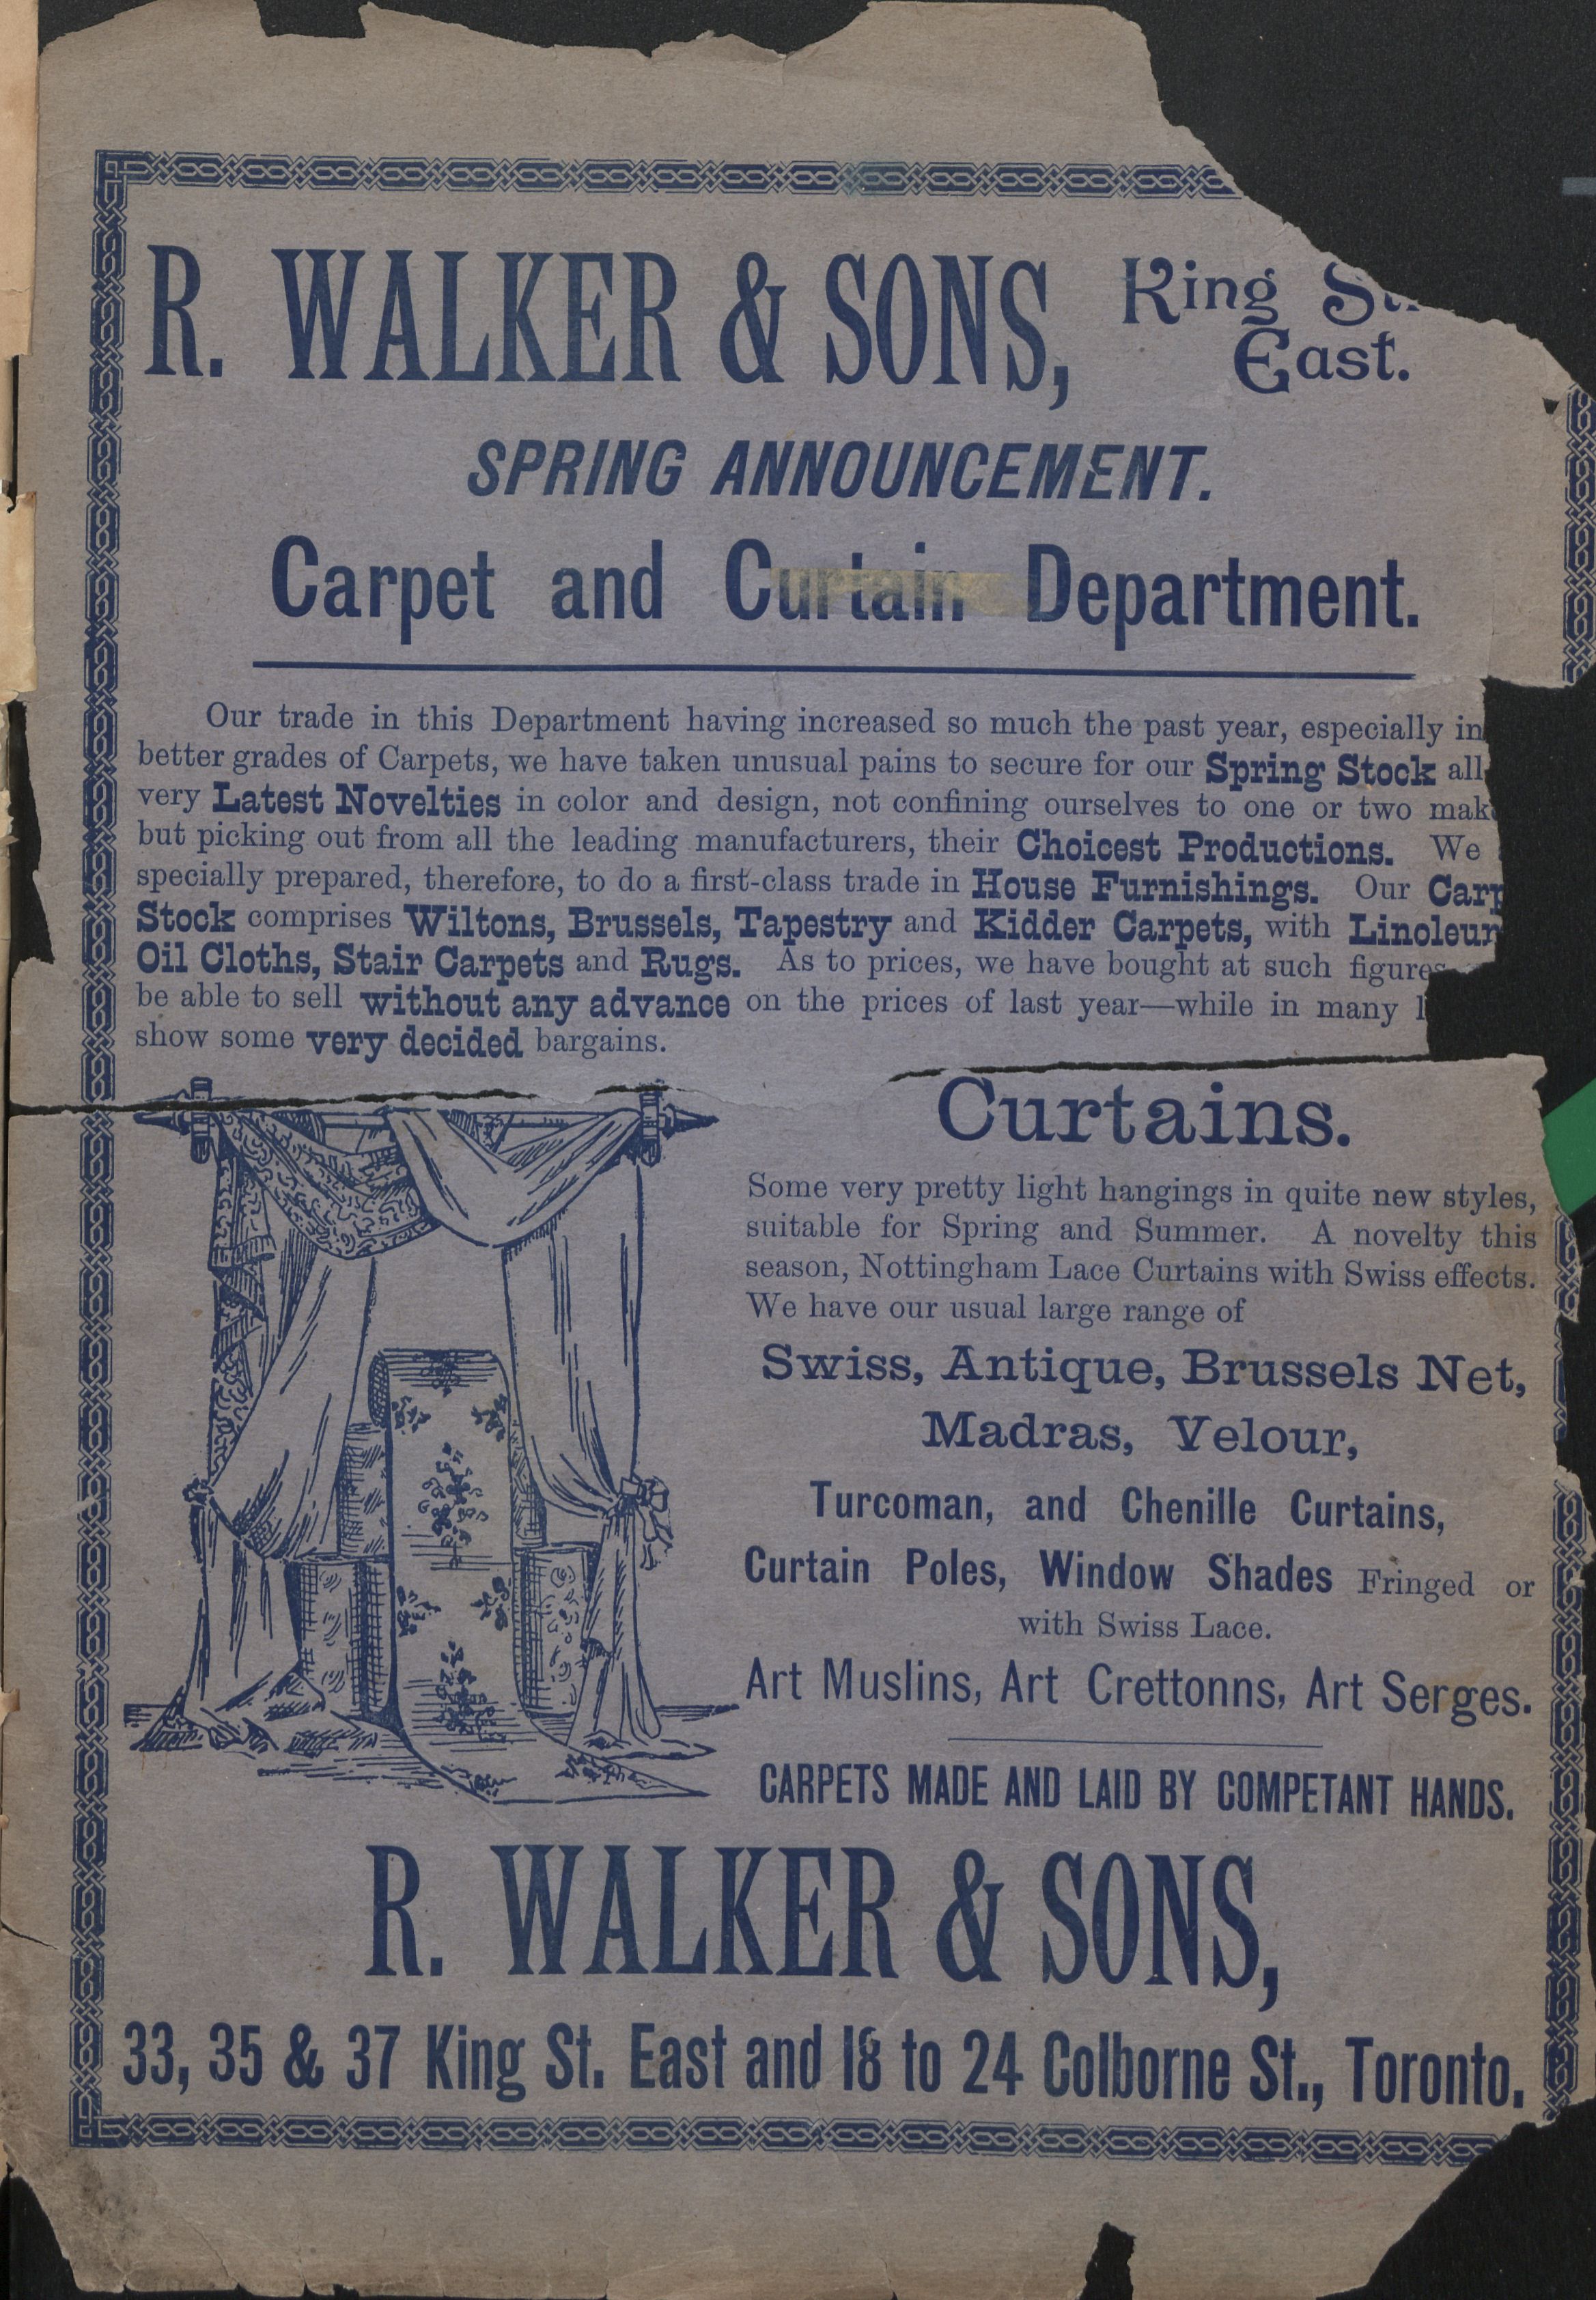 R. WALKER & SONS, King
East.
SPRING ANNOUNCEMENT.
Carpet and Curtain Department.
Our trade in this Department having increased so much the past year, especially in
better grades of Carpets, we have taken unusual pains to secure for our Spring Stock all
very Latest Novelties in color and design, not confining ourselves to one or two
but picking out from all the leading manufacturers, their Choicest Productions. We
specially prepared, therefore, to do a first-class trade in House Furnishings. Our
Stock comprises Wiltons, Brussels, Tapestry and Kidder Carpets, with
Oil Cloths, Stair Carpets and Rugs. As to prices, we have bought at such figures
be able to sell without any advance on the prices of last year—while in many
show some very decided bargains.
Curtains.
Some very pretty light hangings in quite new styles,
suitable for Spring and Summer. A novelty this
season, Nottingham Lace Curtains with Swiss effects.
We have our usual large range of
Swiss, Antique, Brussels Net,
Madras, Velour,
Turcoman, and Chenille Curtains,
Curtain Poles, Window Shades Fringed or
with Swiss Lace.
Art Muslins, Art Crettonns, Art Serges.
CARPETS MADE AND LAID BY COMPETANT HANDS.
R. WALKER & SONS,
33, 35 & 37 King St. East and 18 to 24 Colborne St., Toronto.